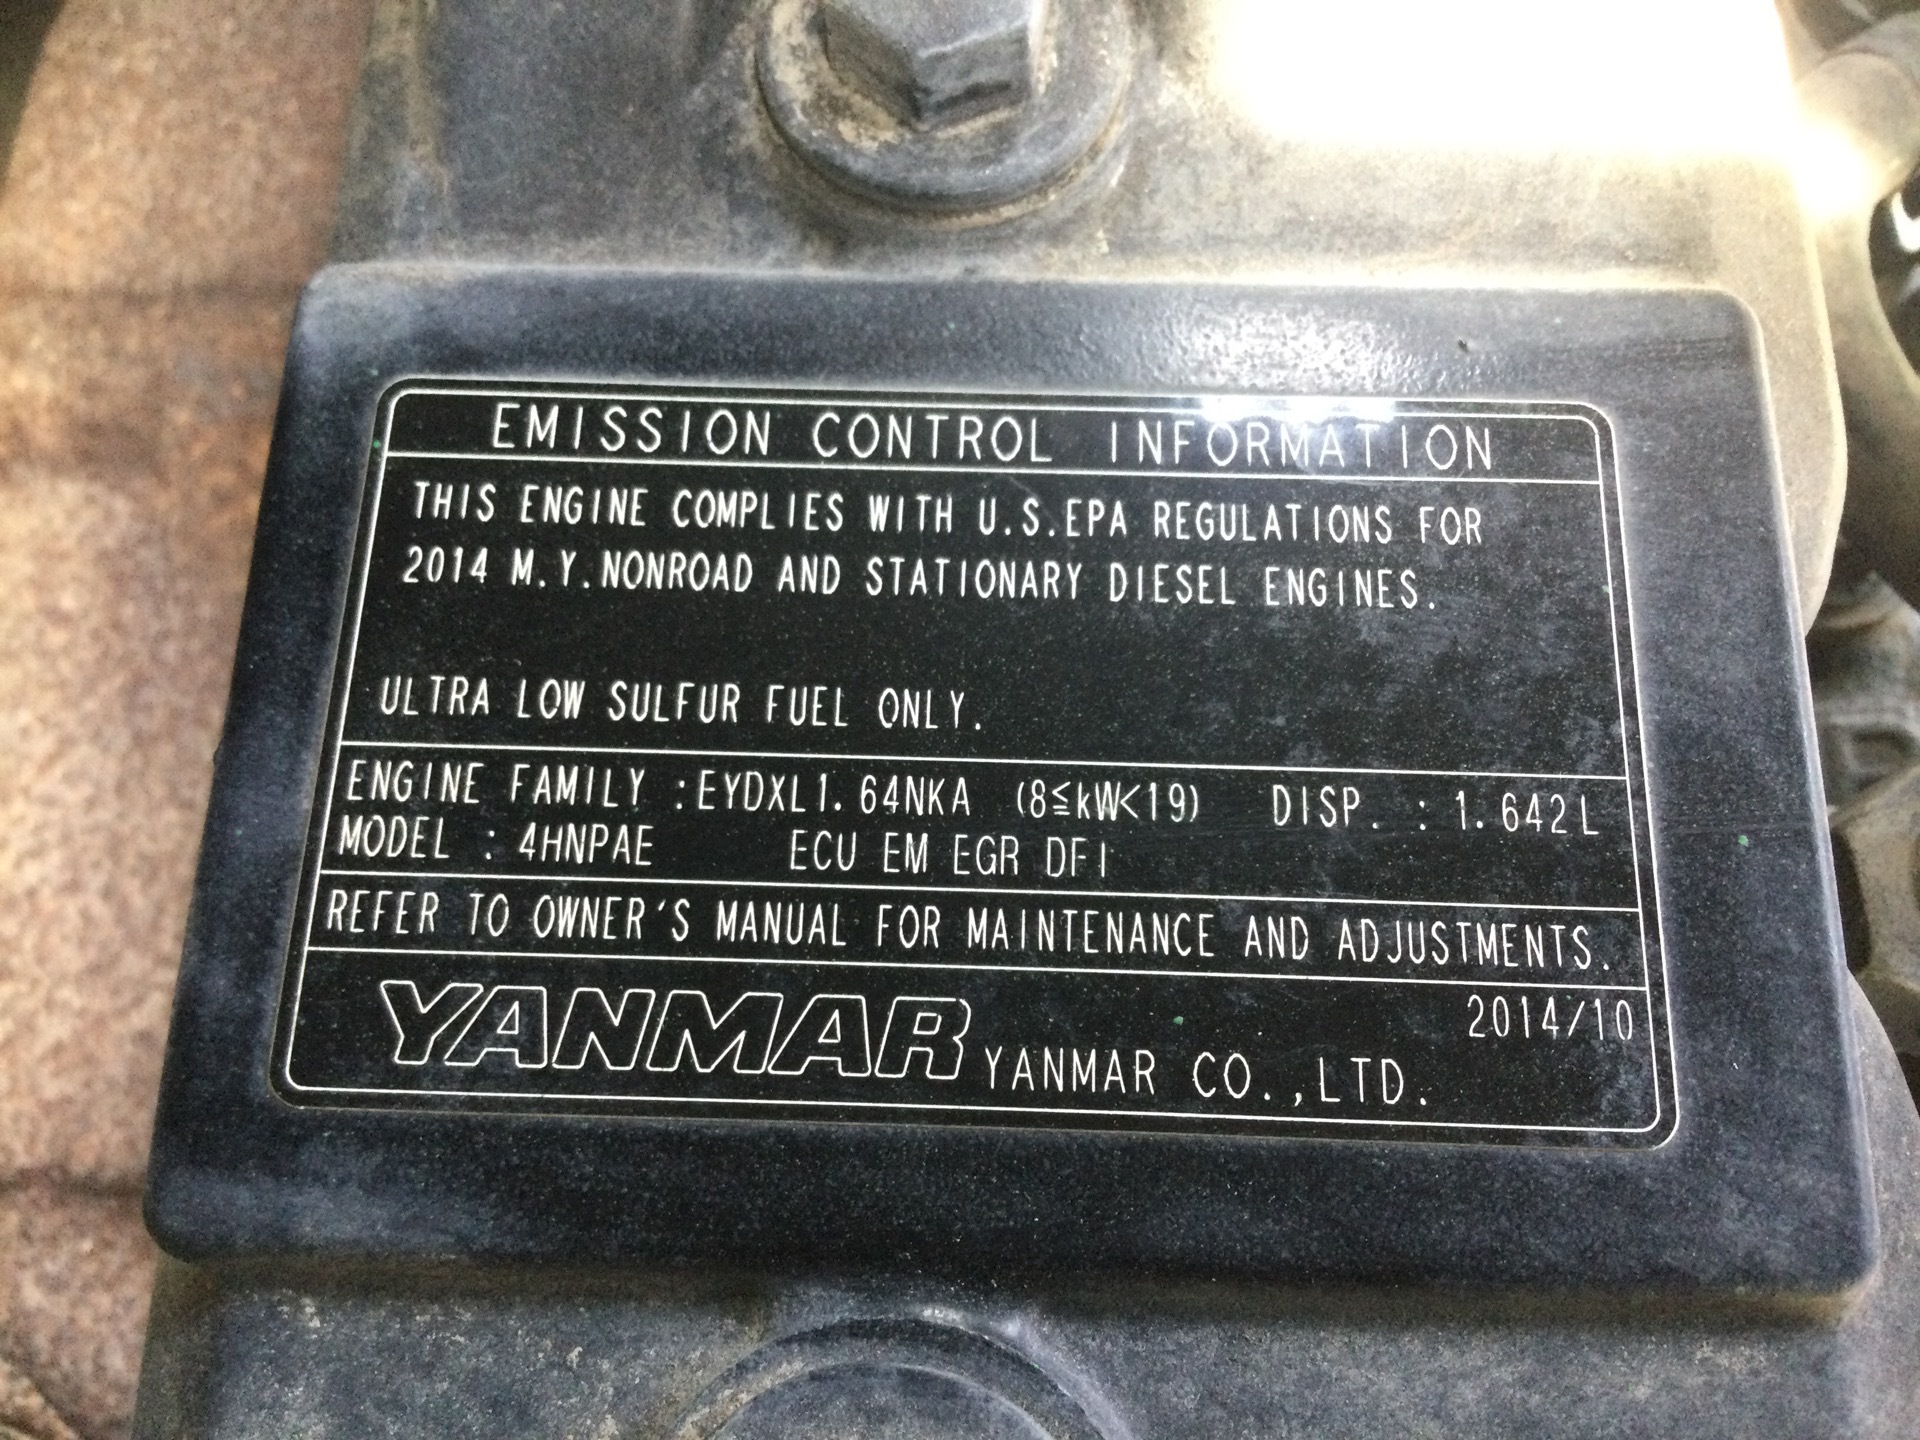 EMISSION CONTROL INFORMATION
THIS ENGINE COMPLIES WITH U.S.EPA REGULATIONS FOR
2014 M.Y.NONROAD AND STATIONARY DIESEL ENGINES.
ULTRA LOW SULFUR FUEL ONLY.
ENGINE FAMILY :EYDXL1.64NKA (8≦kW<19) DISP. : 1.642L
MODEL : 4HNPAE ECU EM EGR DFI
REFER TO OWNER'S MANUAL FOR MAINTENANCE AND ADJUSTMENTS.
2014/10
YANMAR YANMAR CO.,LTD.